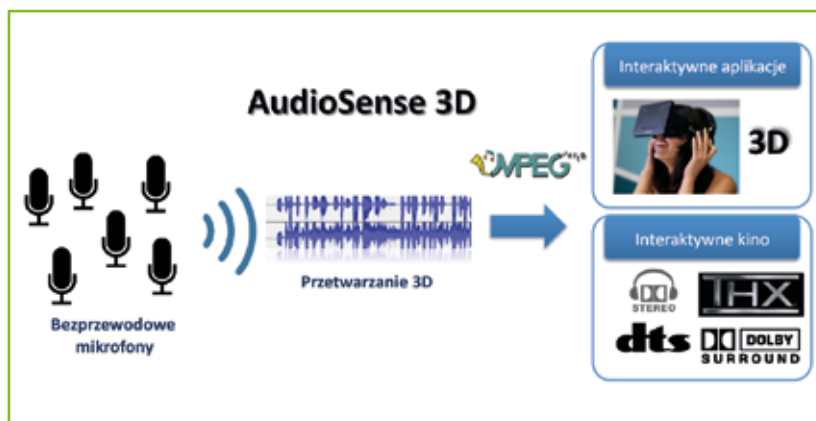 AudioSense 3D
Bezprzewodowe
mikrofony
Przetwarzanie 3D
MPEG
Interaktywne aplikacje
3D
Interaktywne kino
STEREO
THX
dts
DOLBY
SURROUND